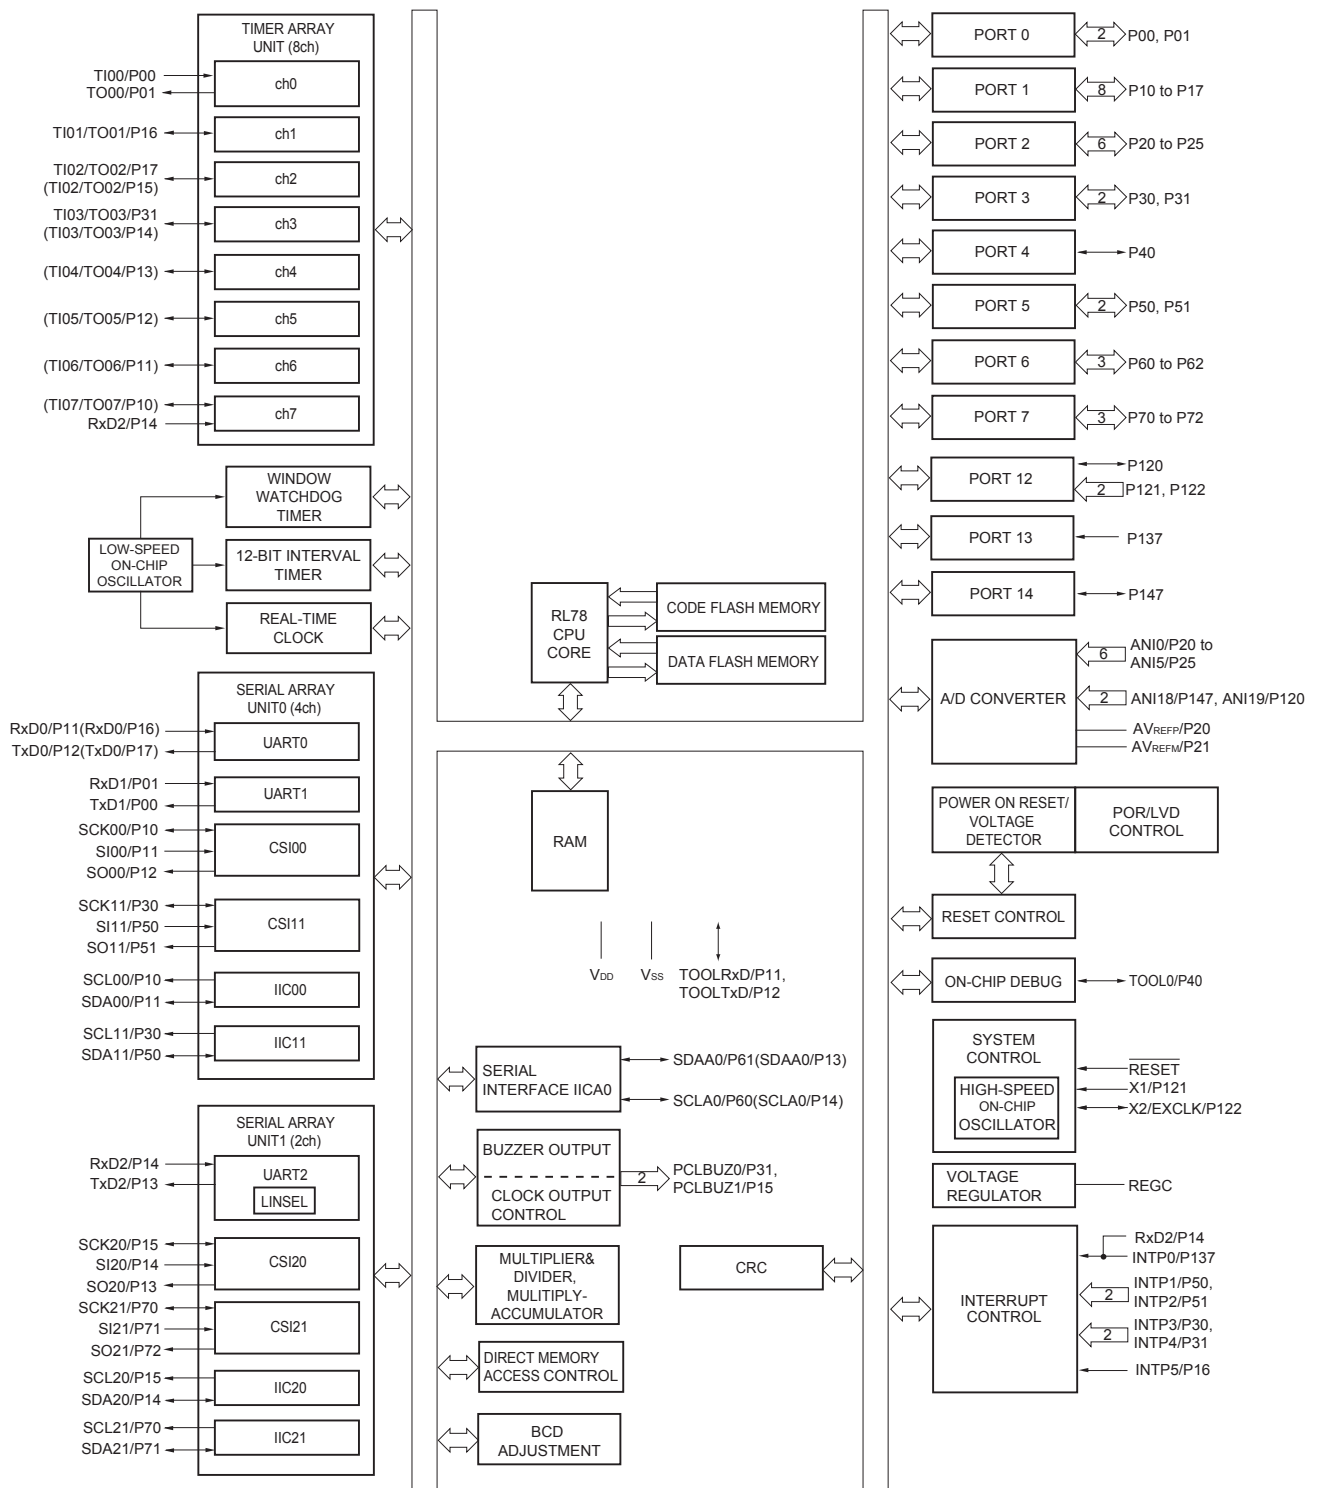 TIMER ARRAY
UNIT (8ch)
TI00/P00
TO00/P01
ch0
TI01/TO01/P16
ch1
TI02/TO02/P17
(TI02/TO02/P15)
ch2
TI03/TO03/P31
(TI03/TO03/P14)
ch3
(TI04/TO04/P13)
ch4
(TI05/TO05/P12)
ch5
(TI06/TO06/P11)
ch6
(TI07/TO07/P10)
RxD2/P14
ch7
WINDOW
WATCHDOG
TIMER
LOW-SPEED
ON-CHIP
OSCILLATOR
12-BIT INTERVAL
TIMER
REAL-TIME
CLOCK
SERIAL ARRAY
UNIT0 (4ch)
RxD0/P11(RxD0/P16)
TxD0/P12(TxD0/P17)
UART0
RxD1/P01
TxD1/P00
UART1
SCK00/P10
SI00/P11
SO00/P12
CSI00
SCK11/P30
SI11/P50
SO11/P51
CSI11
SCL00/P10
SDA00/P11
IIC00
SCL11/P30
SDA11/P50
IIC11
SERIAL ARRAY
UNIT1 (2ch)
RxD2/P14
TxD2/P13
UART2
LINSEL
SCK20/P15
SI20/P14
SO20/P13
CSI20
SCK21/P70
SI21/P71
SO21/P72
CSI21
SCL20/P15
SDA20/P14
IIC20
SCL21/P70
SDA21/P71
IIC21
RL78
CPU
CORE
CODE FLASH MEMORY
DATA FLASH MEMORY
RAM
VDD
VSS
TOOLRxD/P11,
TOOLTxD/P12
SERIAL
INTERFACE IICA0
SDAA0/P61(SDAA0/P13)
SCLA0/P60(SCLA0/P14)
BUZZER OUTPUT
CLOCK OUTPUT
CONTROL
2
PCLBUZ0/P31,
PCLBUZ1/P15
MULTIPLIER&
DIVIDER,
MULITIPLY-
ACCUMULATOR
CRC
DIRECT MEMORY
ACCESS CONTROL
BCD
ADJUSTMENT
PORT 0
2
P00, P01
PORT 1
8
P10 to P17
PORT 2
6
P20 to P25
PORT 3
2
P30, P31
PORT 4
P40
PORT 5
2
P50, P51
PORT 6
3
P60 to P62
PORT 7
3
P70 to P72
PORT 12
P120
2
P121, P122
PORT 13
P137
PORT 14
P147
A/D CONVERTER
6
ANI0/P20 to
ANI5/P25
2
ANI18/P147, ANI19/P120
AVREFP/P20
AVREFM/P21
POWER ON RESET/
VOLTAGE
DETECTOR
POR/LVD
CONTROL
RESET CONTROL
ON-CHIP DEBUG
TOOL0/P40
SYSTEM
CONTROL
HIGH-SPEED
ON-CHIP
OSCILLATOR
RESET
X1/P121
X2/EXCLK/P122
VOLTAGE
REGULATOR
REGC
INTERRUPT
CONTROL
RxD2/P14
INTP0/P137
2
INTP1/P50,
INTP2/P51
2
INTP3/P30,
INTP4/P31
INTP5/P16